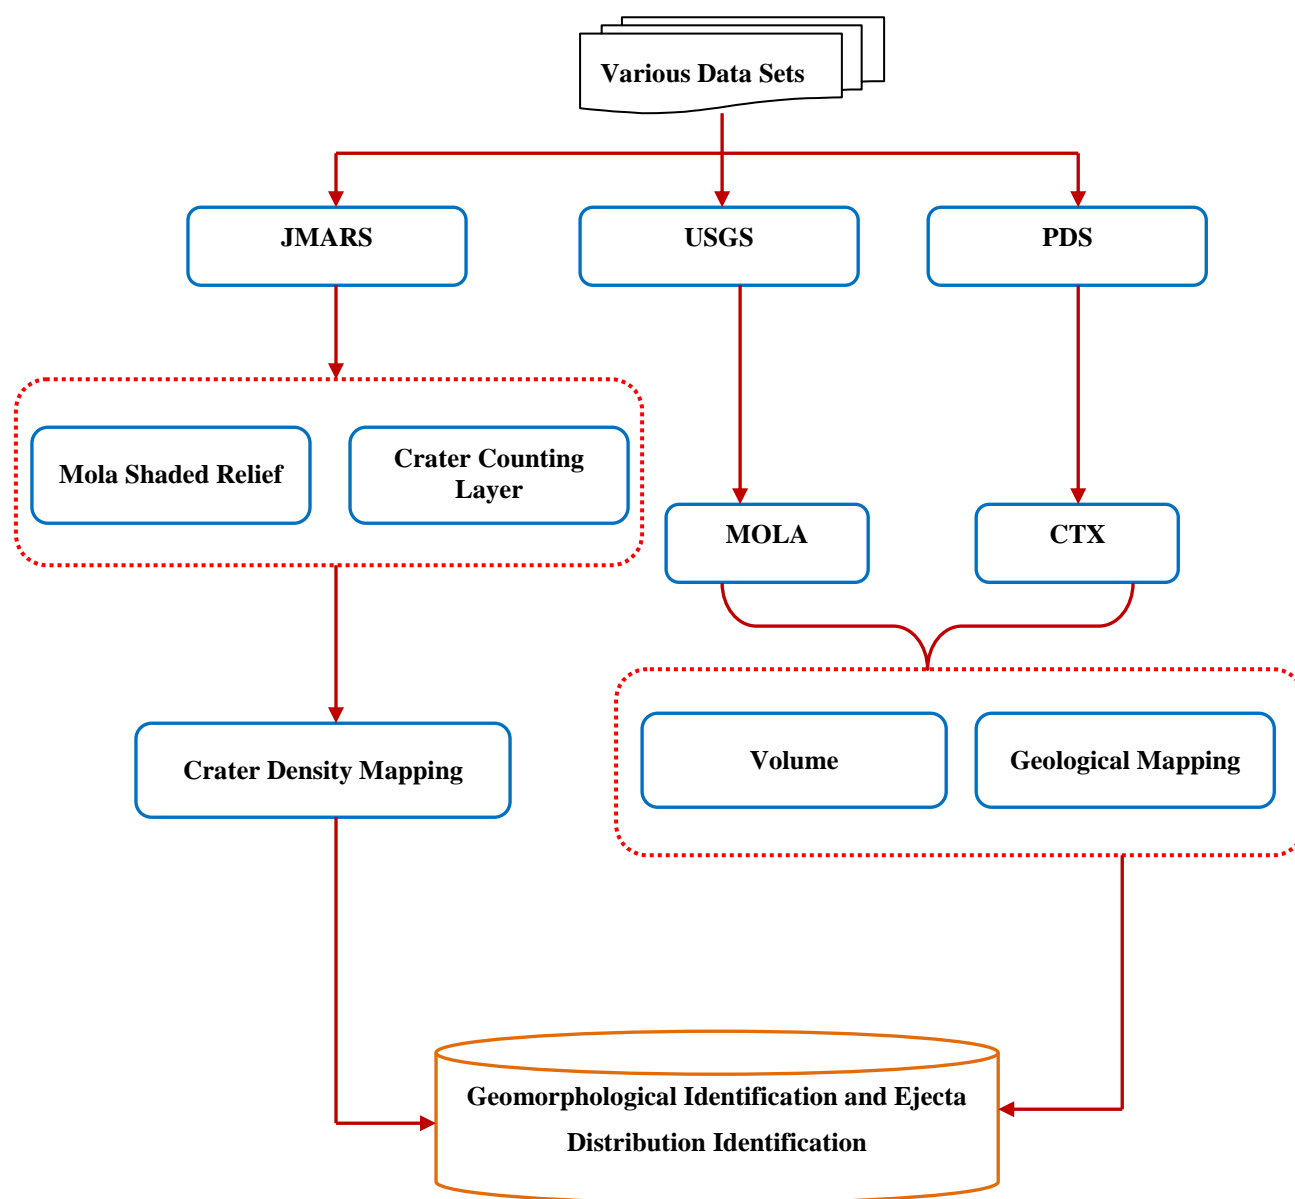 Various Data Sets
JMARS
USGS
PDS
Mola Shaded Relief
Crater Counting
Layer
MOLA
CTX
Crater Density Mapping
Volume
Geological Mapping
Geomorphological Identification and Ejecta
Distribution Identification